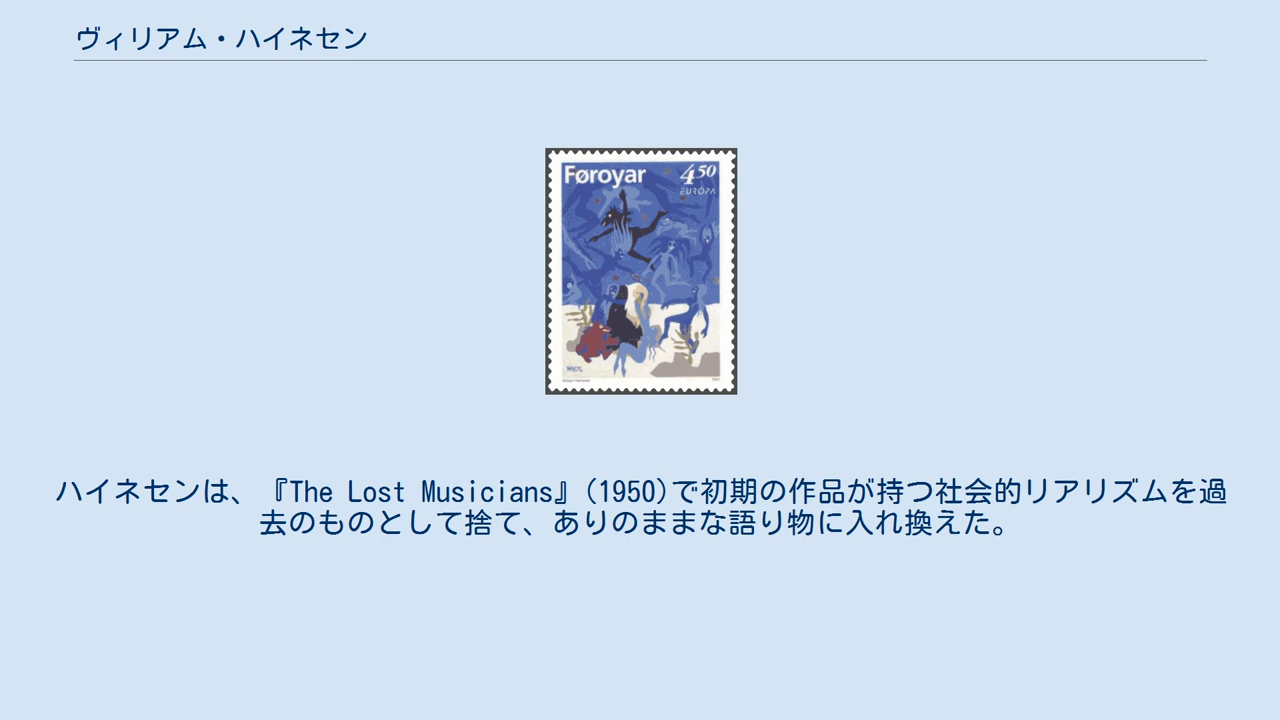 ヴィリアム・ハイネセン
Føroyar
450
EUROPA
ハイネセンは、『The Lost Musicians』(1950)で初期の作品が持つ社会的リアリズムを過
去のものとして捨て、ありのままな語り物に入れ換えた。